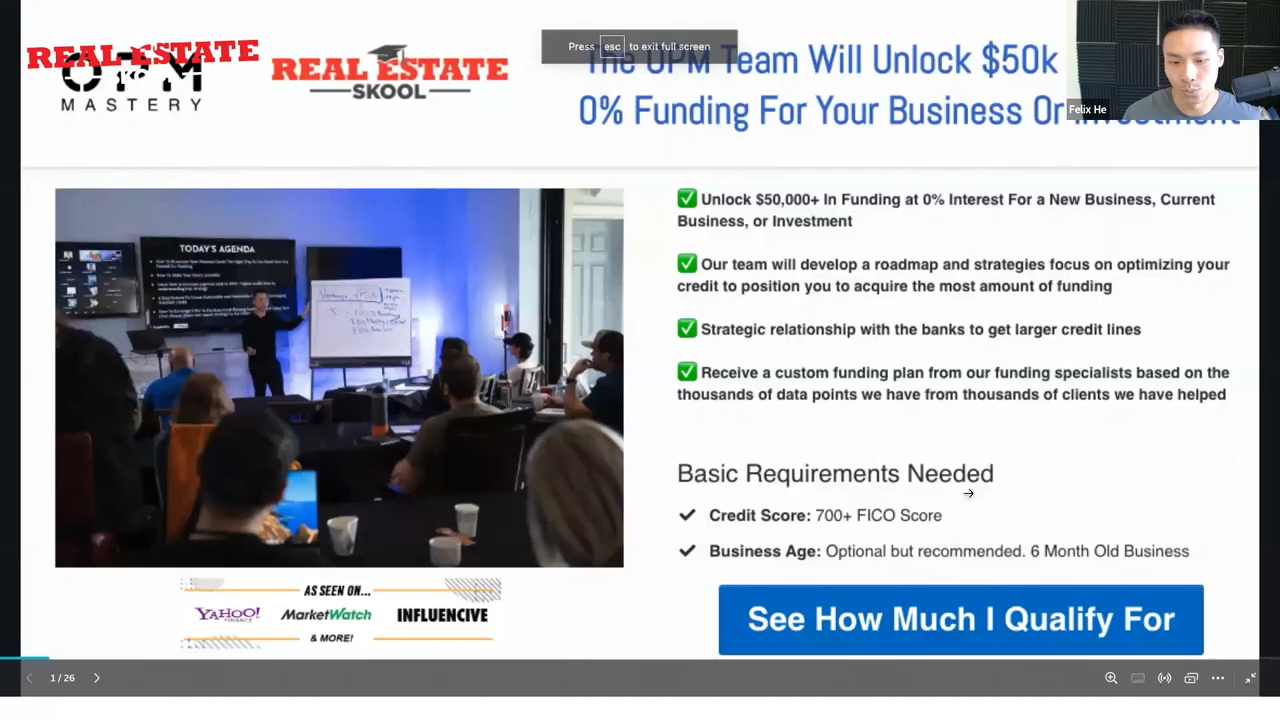 REAL ESTATE
SKOOL
OPM
MASTERY
REAL ESTATE
SKOOL
Press esc to exit full screen
The OPM Team Will Unlock $50k
0% Funding For Your Business Or Investment
Felix He
TODAY'S AGENDA
✅ Unlock $50,000+ In Funding at 0% Interest For a New Business, Current
Business, or Investment
✅ Our team will develop a roadmap and strategies focus on optimizing your
credit to position you to acquire the most amount of funding
✅ Strategic relationship with the banks to get larger credit lines
✅ Receive a custom funding plan from our funding specialists based on the
thousands of data points we have from thousands of clients we have helped
Basic Requirements Needed
✔ Credit Score: 700+ FICO Score
✔ Business Age: Optional but recommended. 6 Month Old Business
See How Much I Qualify For
AS SEEN ON...
YAHOO!
FINANCE
MarketWatch
INFLUENCIVE
& MORE!
1 / 26